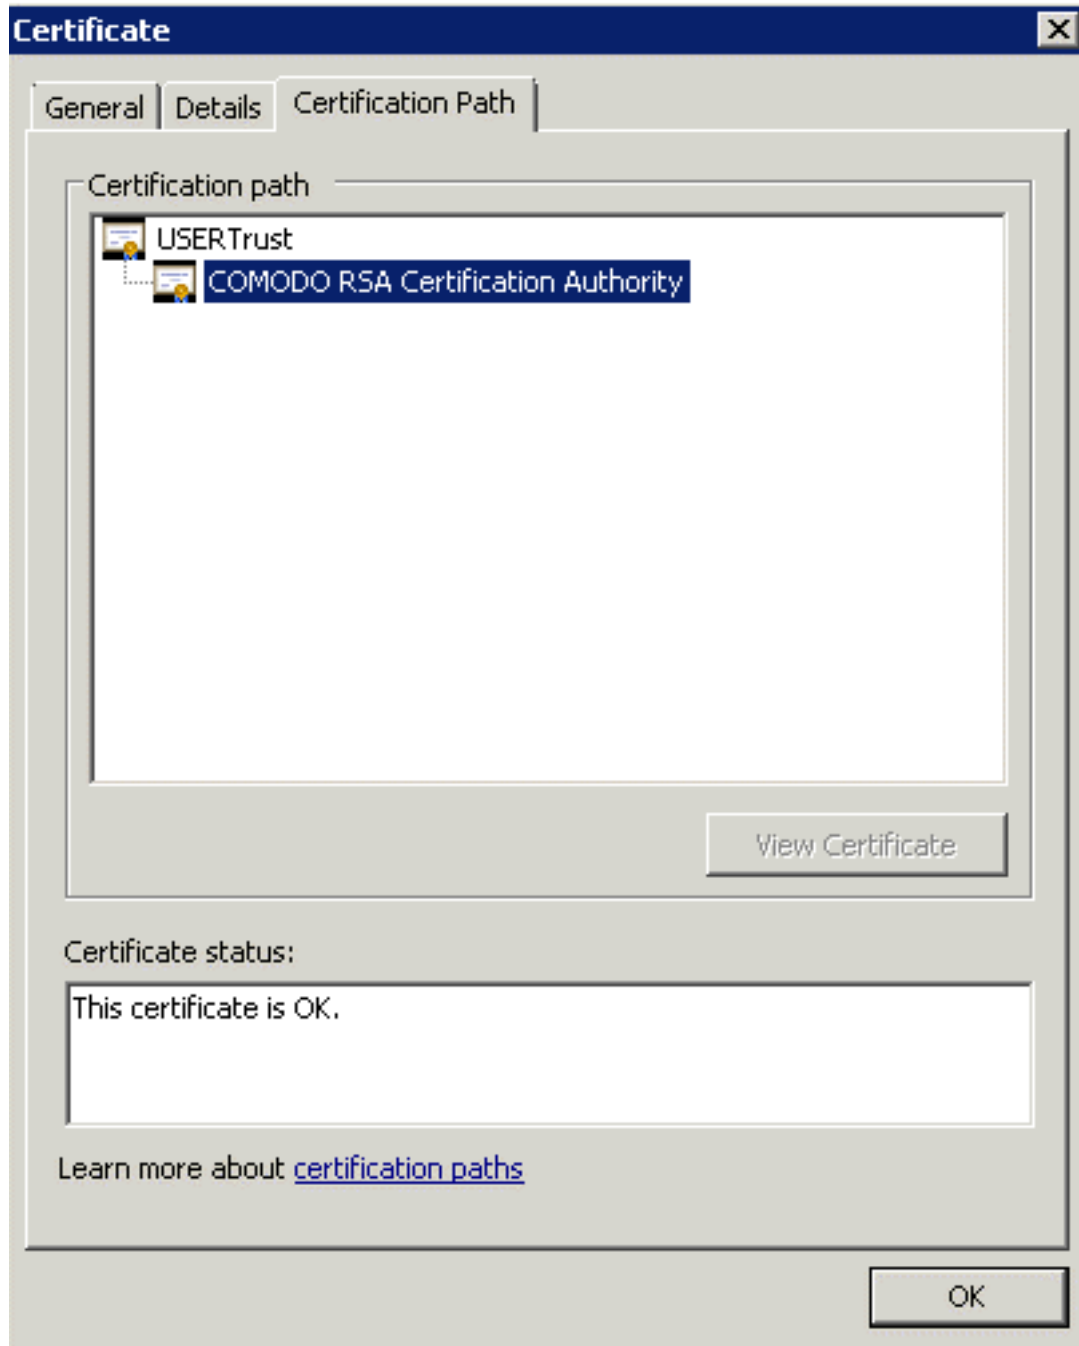 Certificate
General Details Certification Path
Certification path
USERTrust
COMODO RSA Certification Authority
View Certificate
Certificate status:
This certificate is OK.
Learn more about certification paths
OK